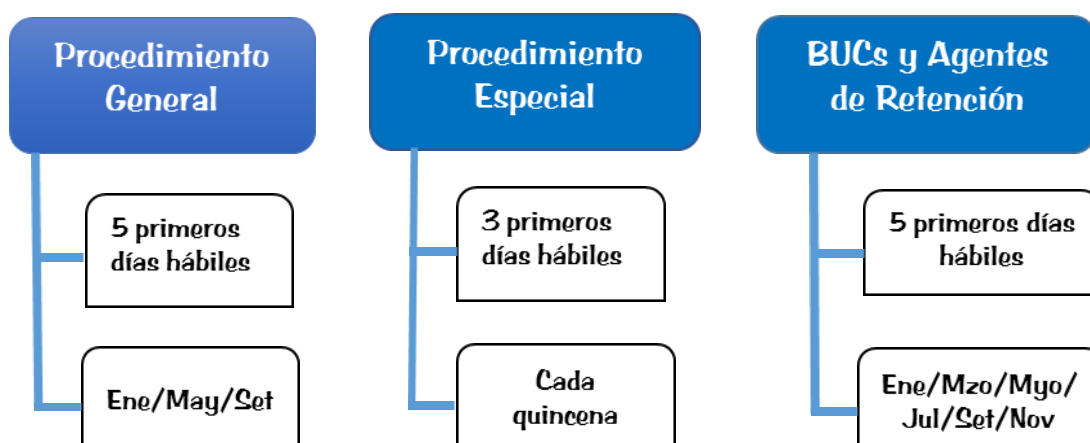 Procedimiento
General
5 primeros
días hábiles
Ene/May/Set
Procedimiento
Especial
3 primeros
días hábiles
Cada
quincena
BUCs y Agentes
de Retención
5 primeros días
hábiles
Ene/Mzo/Myo/
Jul/Set/Nov